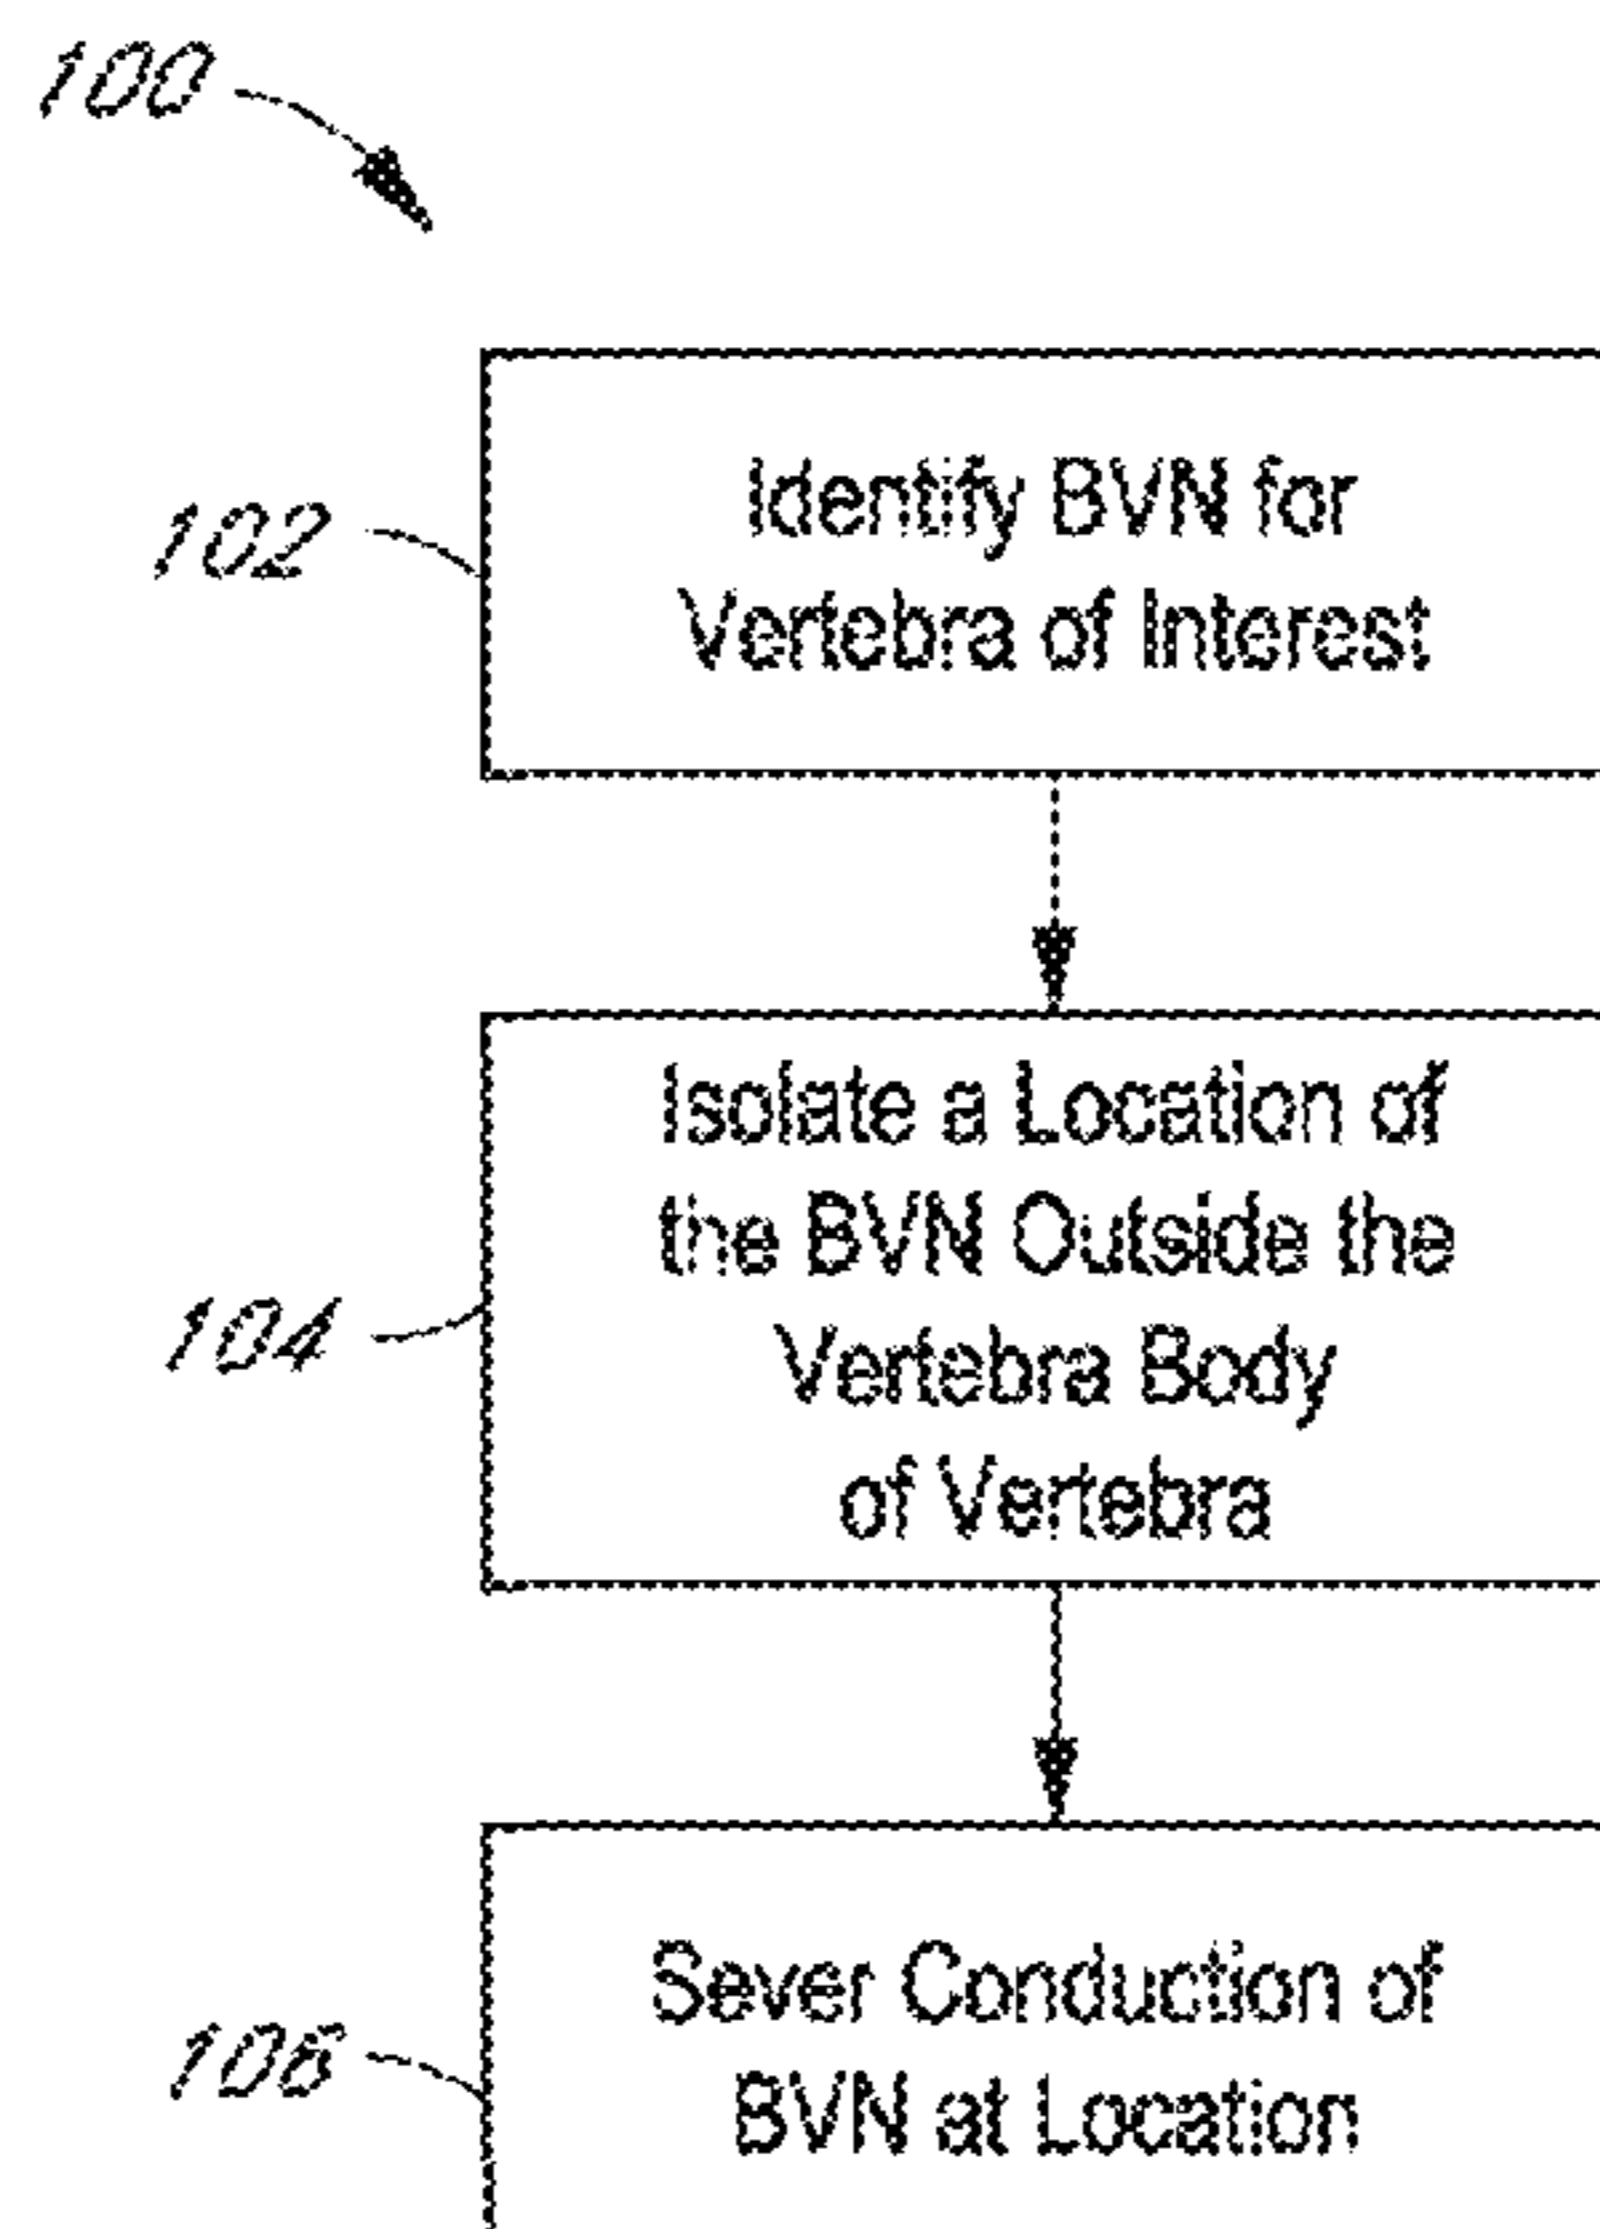 100
102
Identify BVN for
Vertebra of Interest
104
Isolate a Location of
the BVN Outside the
Vertebra Body
of Vertebra
106
Sever Conduction of
BVN at Location